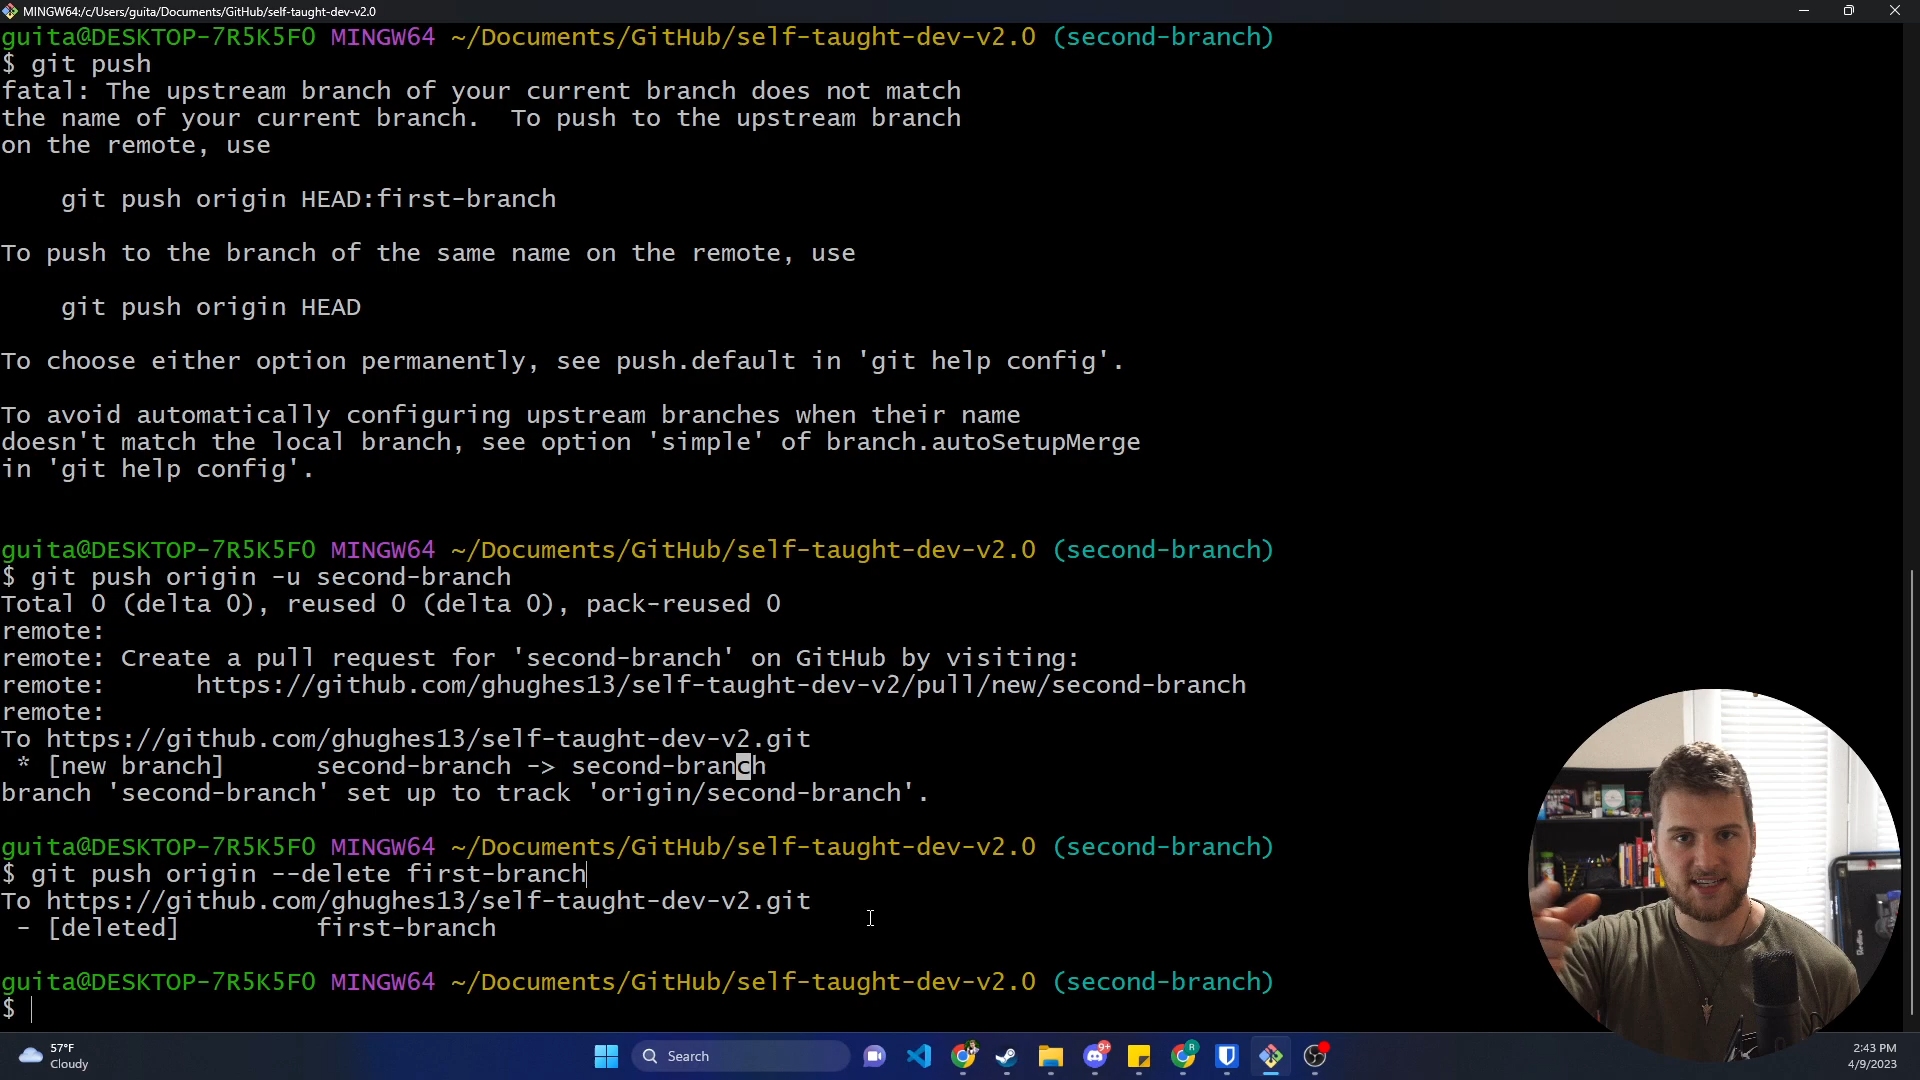 MINGW64:/c/Users/guita/Documents/GitHub/self-taught-dev-v2.0
guita@DESKTOP-7R5K5FO MINGW64 ~/Documents/GitHub/self-taught-dev-v2.0 (second-branch)
$ git push
fatal: The upstream branch of your current branch does not match
the name of your current branch.  To push to the upstream branch
on the remote, use
    git push origin HEAD:first-branch
To push to the branch of the same name on the remote, use
    git push origin HEAD
To choose either option permanently, see push.default in 'git help config'.
To avoid automatically configuring upstream branches when their name
doesn't match the local branch, see option 'simple' of branch.autoSetupMerge
in 'git help config'.
guita@DESKTOP-7R5K5FO MINGW64 ~/Documents/GitHub/self-taught-dev-v2.0 (second-branch)
$ git push origin -u second-branch
Total 0 (delta 0), reused 0 (delta 0), pack-reused 0
remote:
remote: Create a pull request for 'second-branch' on GitHub by visiting:
remote:      https://github.com/ghughes13/self-taught-dev-v2/pull/new/second-branch
remote:
To https://github.com/ghughes13/self-taught-dev-v2.git
 * [new branch]      second-branch -> second-branch
branch 'second-branch' set up to track 'origin/second-branch'.
guita@DESKTOP-7R5K5FO MINGW64 ~/Documents/GitHub/self-taught-dev-v2.0 (second-branch)
$ git push origin --delete first-branch
To https://github.com/ghughes13/self-taught-dev-v2.git
 - [deleted]         first-branch
guita@DESKTOP-7R5K5FO MINGW64 ~/Documents/GitHub/self-taught-dev-v2.0 (second-branch)
$
57°F
Cloudy
Search
9+
R
2:43 PM
4/9/2023